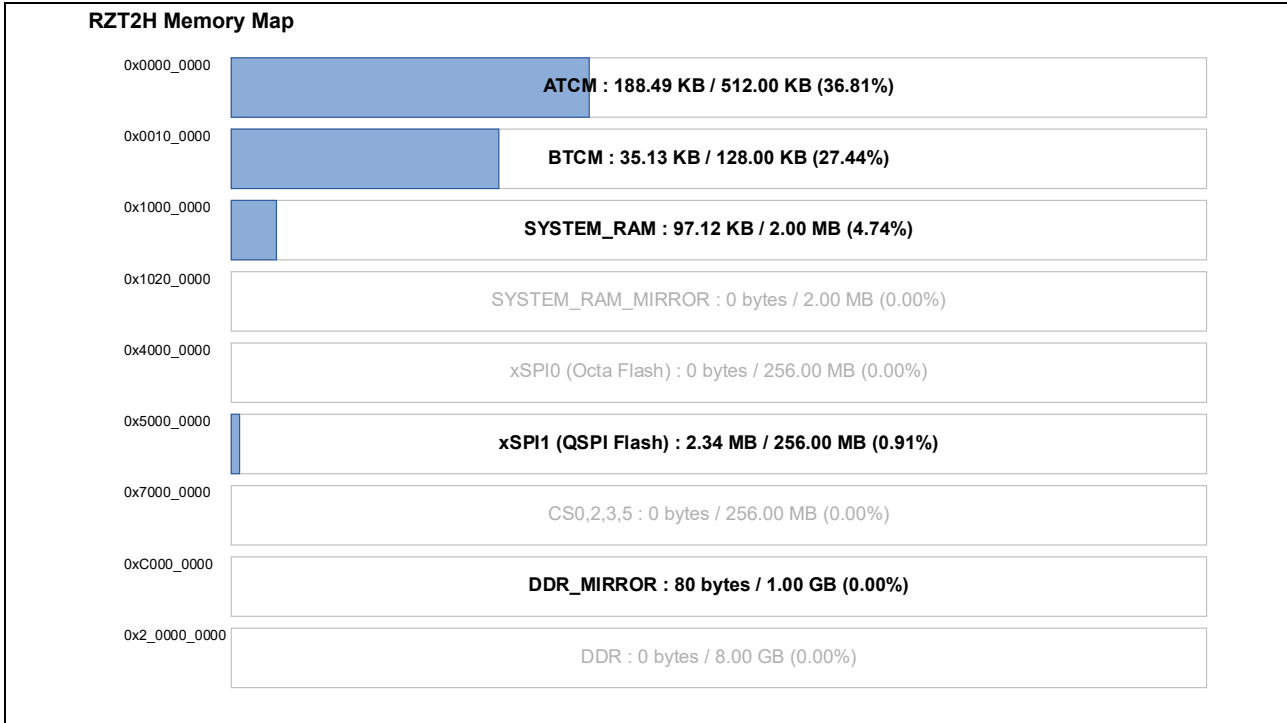 RZT2H Memory Map
0x0000_0000
ATCM : 188.49 KB / 512.00 KB (36.81%)
0x0010_0000
BTCM : 35.13 KB / 128.00 KB (27.44%)
0x1000_0000
SYSTEM_RAM : 97.12 KB / 2.00 MB (4.74%)
0x1020_0000
SYSTEM_RAM_MIRROR : 0 bytes / 2.00 MB (0.00%)
0x4000_0000
xSPI0 (Octa Flash) : 0 bytes / 256.00 MB (0.00%)
0x5000_0000
xSPI1 (QSPI Flash) : 2.34 MB / 256.00 MB (0.91%)
0x7000_0000
CS0,2,3,5 : 0 bytes / 256.00 MB (0.00%)
0xC000_0000
DDR_MIRROR : 80 bytes / 1.00 GB (0.00%)
0x2_0000_0000
DDR : 0 bytes / 8.00 GB (0.00%)